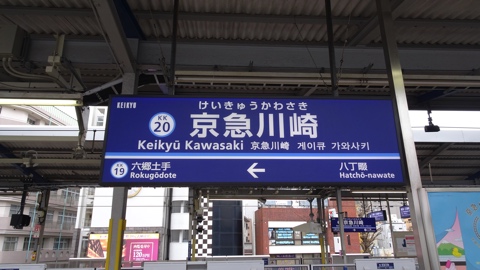 KEIKYU
KK
20
けいきゅうかわさき
京急川崎
Keikyū Kawasaki 京急川崎 게이큐 가와사키
KK
19
六郷土手
Rokugōdote
←
八丁畷
Hatchō-nawate